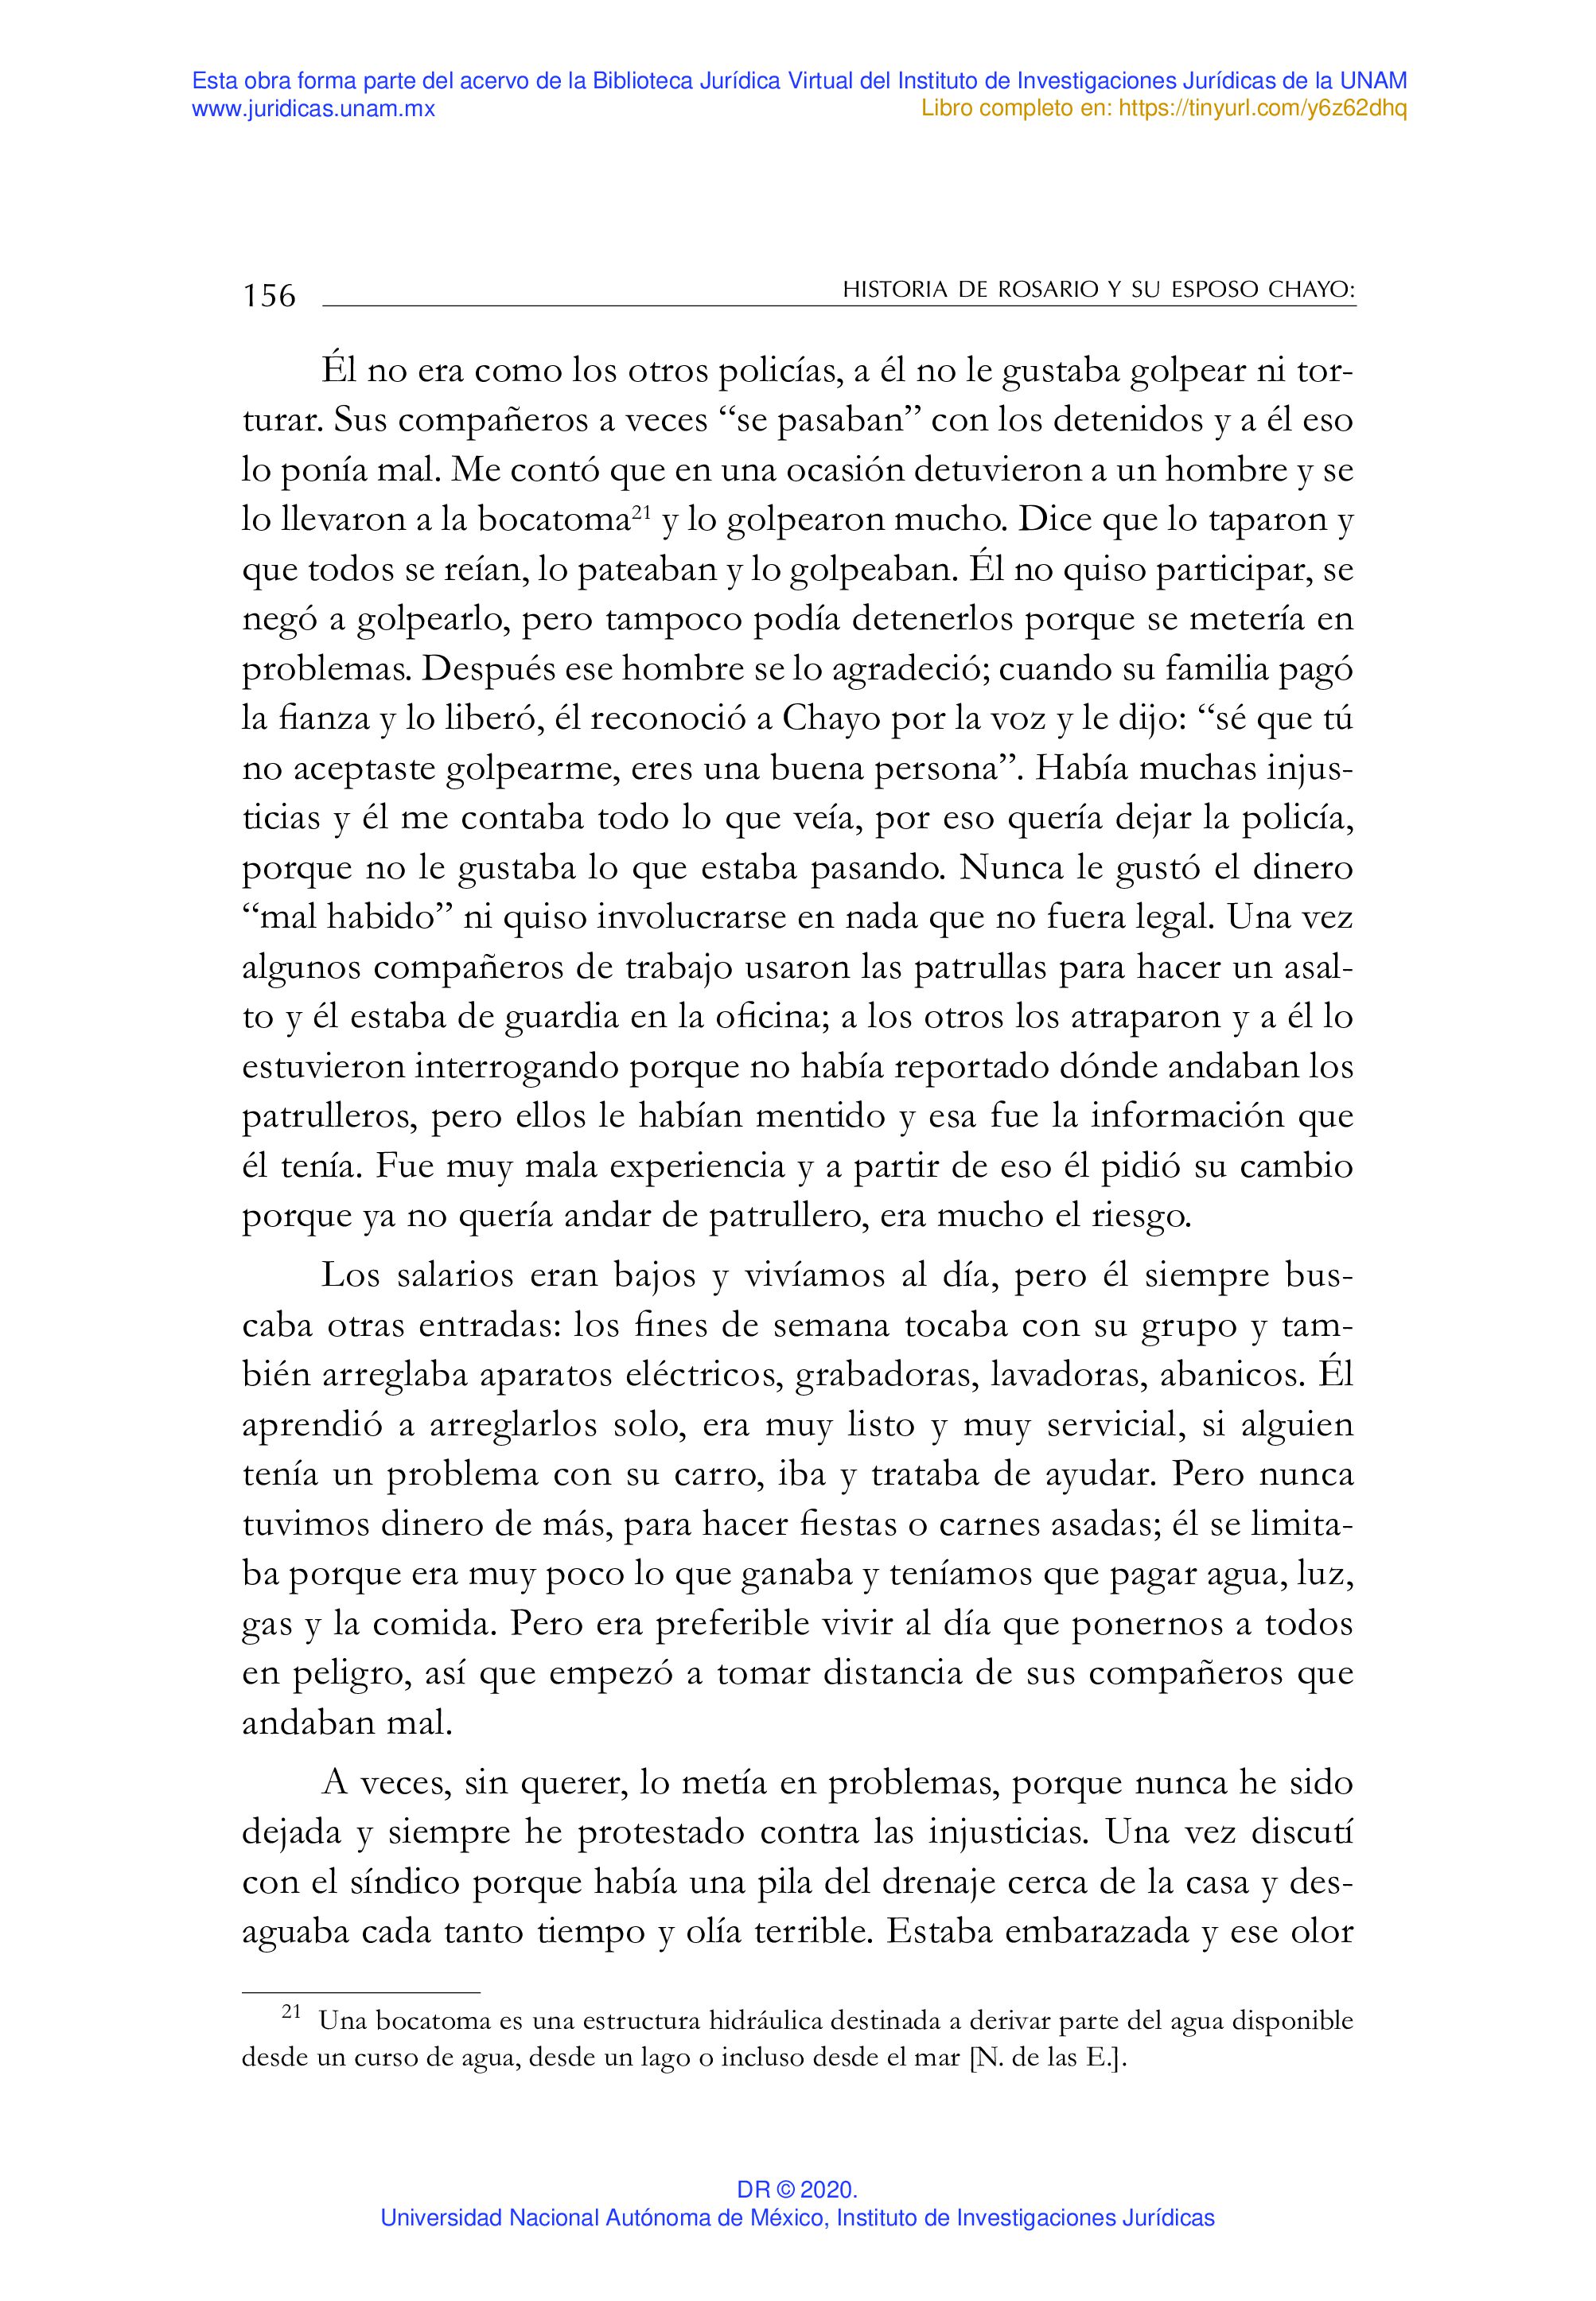 Esta obra forma parte del acervo de la Biblioteca Jurídica Virtual del Instituto de Investigaciones Jurídicas de la UNAM
www.juridicas.unam.mx
Libro completo en: https://tinyurl.com/y6z62dhq
156
HISTORIA DE ROSARIO Y SU ESPOSO CHAYO:
Él no era como los otros policías, a él no le gustaba golpear ni tor-
turar. Sus compañeros a veces “se pasaban” con los detenidos y a él eso
lo ponía mal. Me contó que en una ocasión detuvieron a un hombre y se
lo llevaron a la bocatoma21 y lo golpearon mucho. Dice que lo taparon y
que todos se reían, lo pateaban y lo golpeaban. Él no quiso participar, se
negó a golpearlo, pero tampoco podía detenerlos porque se metería en
problemas. Después ese hombre se lo agradeció; cuando su familia pagó
la fianza y lo liberó, él reconoció a Chayo por la voz y le dijo: “sé que tú
no aceptaste golpearme, eres una buena persona”. Había muchas injus-
ticias y él me contaba todo lo que veía, por eso quería dejar la policía,
porque no le gustaba lo que estaba pasando. Nunca le gustó el dinero
“mal habido” ni quiso involucrarse en nada que no fuera legal. Una vez
algunos compañeros de trabajo usaron las patrullas para hacer un asal-
to y él estaba de guardia en la oficina; a los otros los atraparon y a él lo
estuvieron interrogando porque no había reportado dónde andaban los
patrulleros, pero ellos le habían mentido y esa fue la información que
él tenía. Fue muy mala experiencia y a partir de eso él pidió su cambio
porque ya no quería andar de patrullero, era mucho el riesgo.
Los salarios eran bajos y vivíamos al día, pero él siempre bus-
caba otras entradas: los fines de semana tocaba con su grupo y tam-
bién arreglaba aparatos eléctricos, grabadoras, lavadoras, abanicos. Él
aprendió a arreglarlos solo, era muy listo y muy servicial, si alguien
tenía un problema con su carro, iba y trataba de ayudar. Pero nunca
tuvimos dinero de más, para hacer fiestas o carnes asadas; él se limita-
ba porque era muy poco lo que ganaba y teníamos que pagar agua, luz,
gas y la comida. Pero era preferible vivir al día que ponernos a todos
en peligro, así que empezó a tomar distancia de sus compañeros que
andaban mal.
A veces, sin querer, lo metía en problemas, porque nunca he sido
dejada y siempre he protestado contra las injusticias. Una vez discutí
con el síndico porque había una pila del drenaje cerca de la casa y des-
aguaba cada tanto tiempo y olía terrible. Estaba embarazada y ese olor
21 Una bocatoma es una estructura hidráulica destinada a derivar parte del agua disponible
desde un curso de agua, desde un lago o incluso desde el mar [N. de las E.].
DR © 2020.
Universidad Nacional Autónoma de México, Instituto de Investigaciones Jurídicas